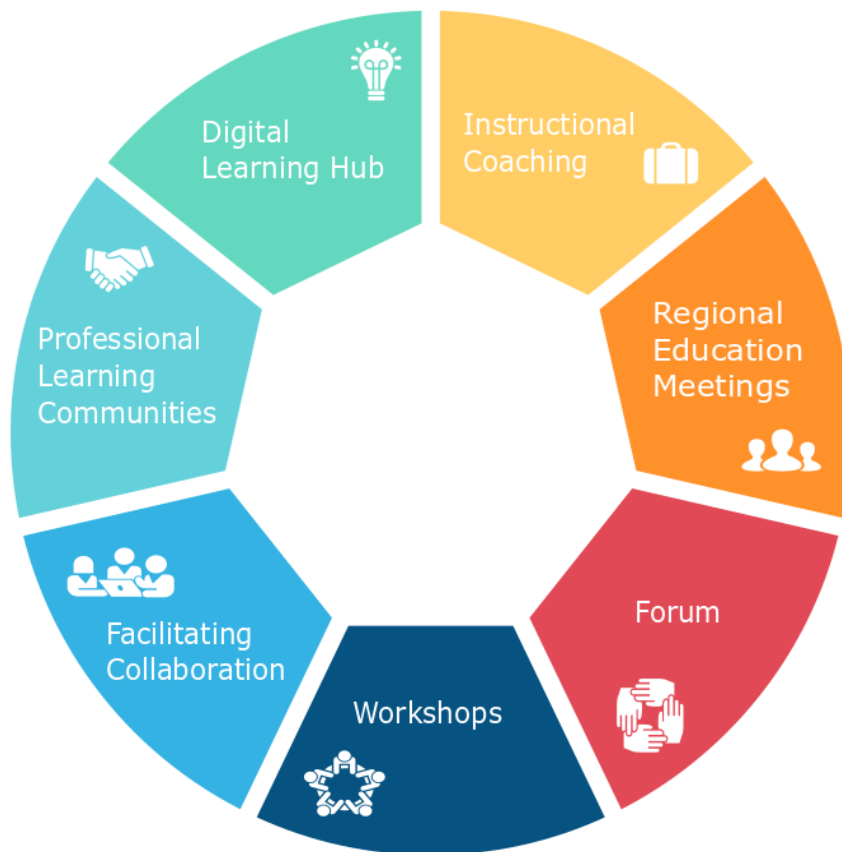 Digital
Learning Hub
Instructional
Coaching
Regional
Education
Meetings
Forum
Workshops
Facilitating
Collaboration
Professional
Learning
Communities